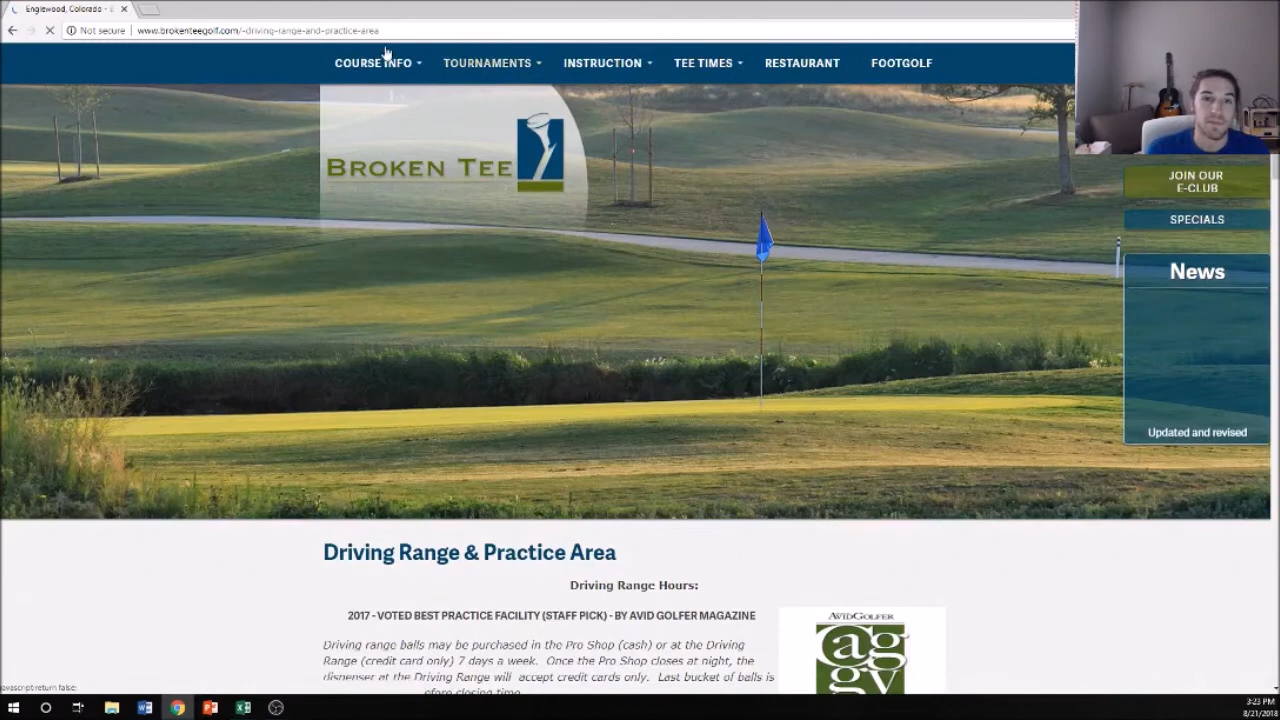 Englewood, Colorado -
Not secure
www.brokenteegolf.com/-driving-range-and-practice-area
COURSE INFO
TOURNAMENTS
INSTRUCTION
TEE TIMES
RESTAURANT
FOOTGOLF
BROKEN TEE
JOIN OUR
E-CLUB
SPECIALS
News
Updated and revised
Driving Range & Practice Area
Driving Range Hours:
2017 - VOTED BEST PRACTICE FACILITY (STAFF PICK) - BY AVID GOLFER MAGAZINE
Driving range balls may be purchased in the Pro Shop (cash) or at the Driving
Range (credit card only) 7 days a week. Once the Pro Shop closes at night, the
dispenser at the Driving Range will accept credit cards only. Last bucket of balls is
closing time
AVIDGOLFER
cag
javascript:return false;
3:23 PM
8/21/2018